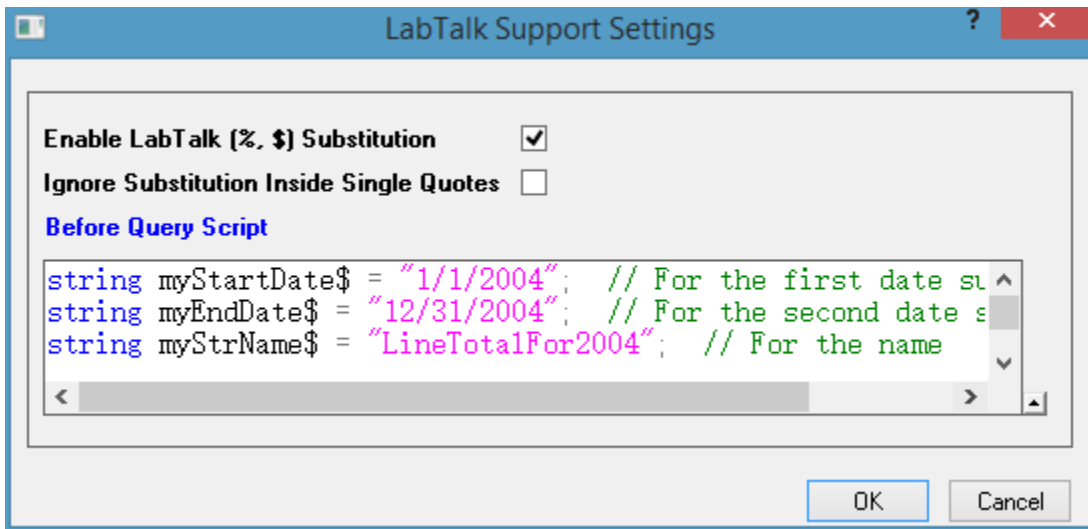 LabTalk Support Settings
?
Enable LabTalk (%, $) Substitution
Ignore Substitution Inside Single Quotes
Before Query Script
string myStartDate$ = "1/1/2004"; // For the first date
string myEndDate$ = "12/31/2004"; // For the second date
string myStrName$ = "LineTotalFor2004"; // For the name
OK Cancel